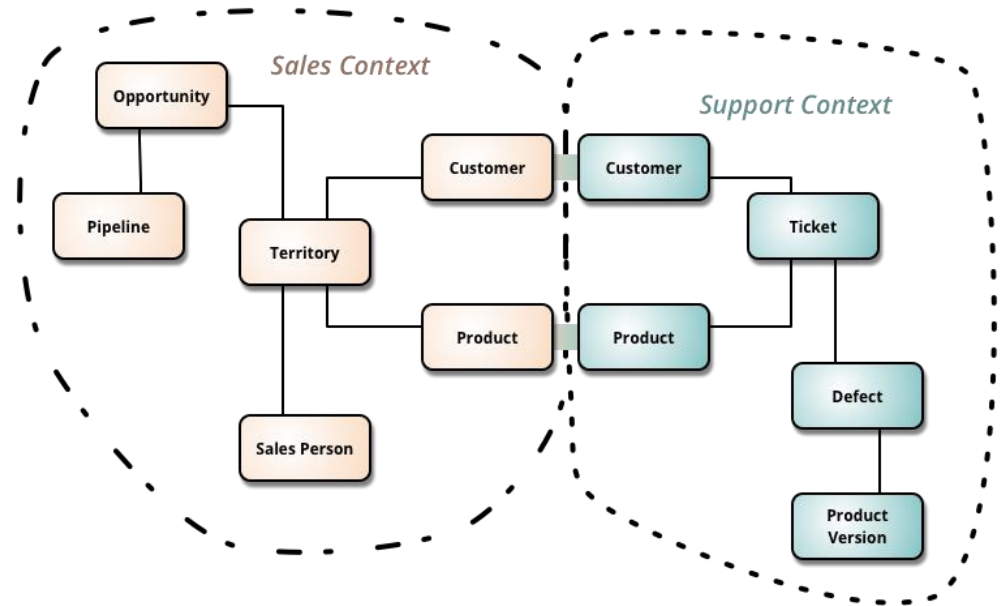 Sales Context
Support Context
Opportunity
Pipeline
Territory
Customer
Product
Sales Person
Customer
Product
Ticket
Defect
Product
Version